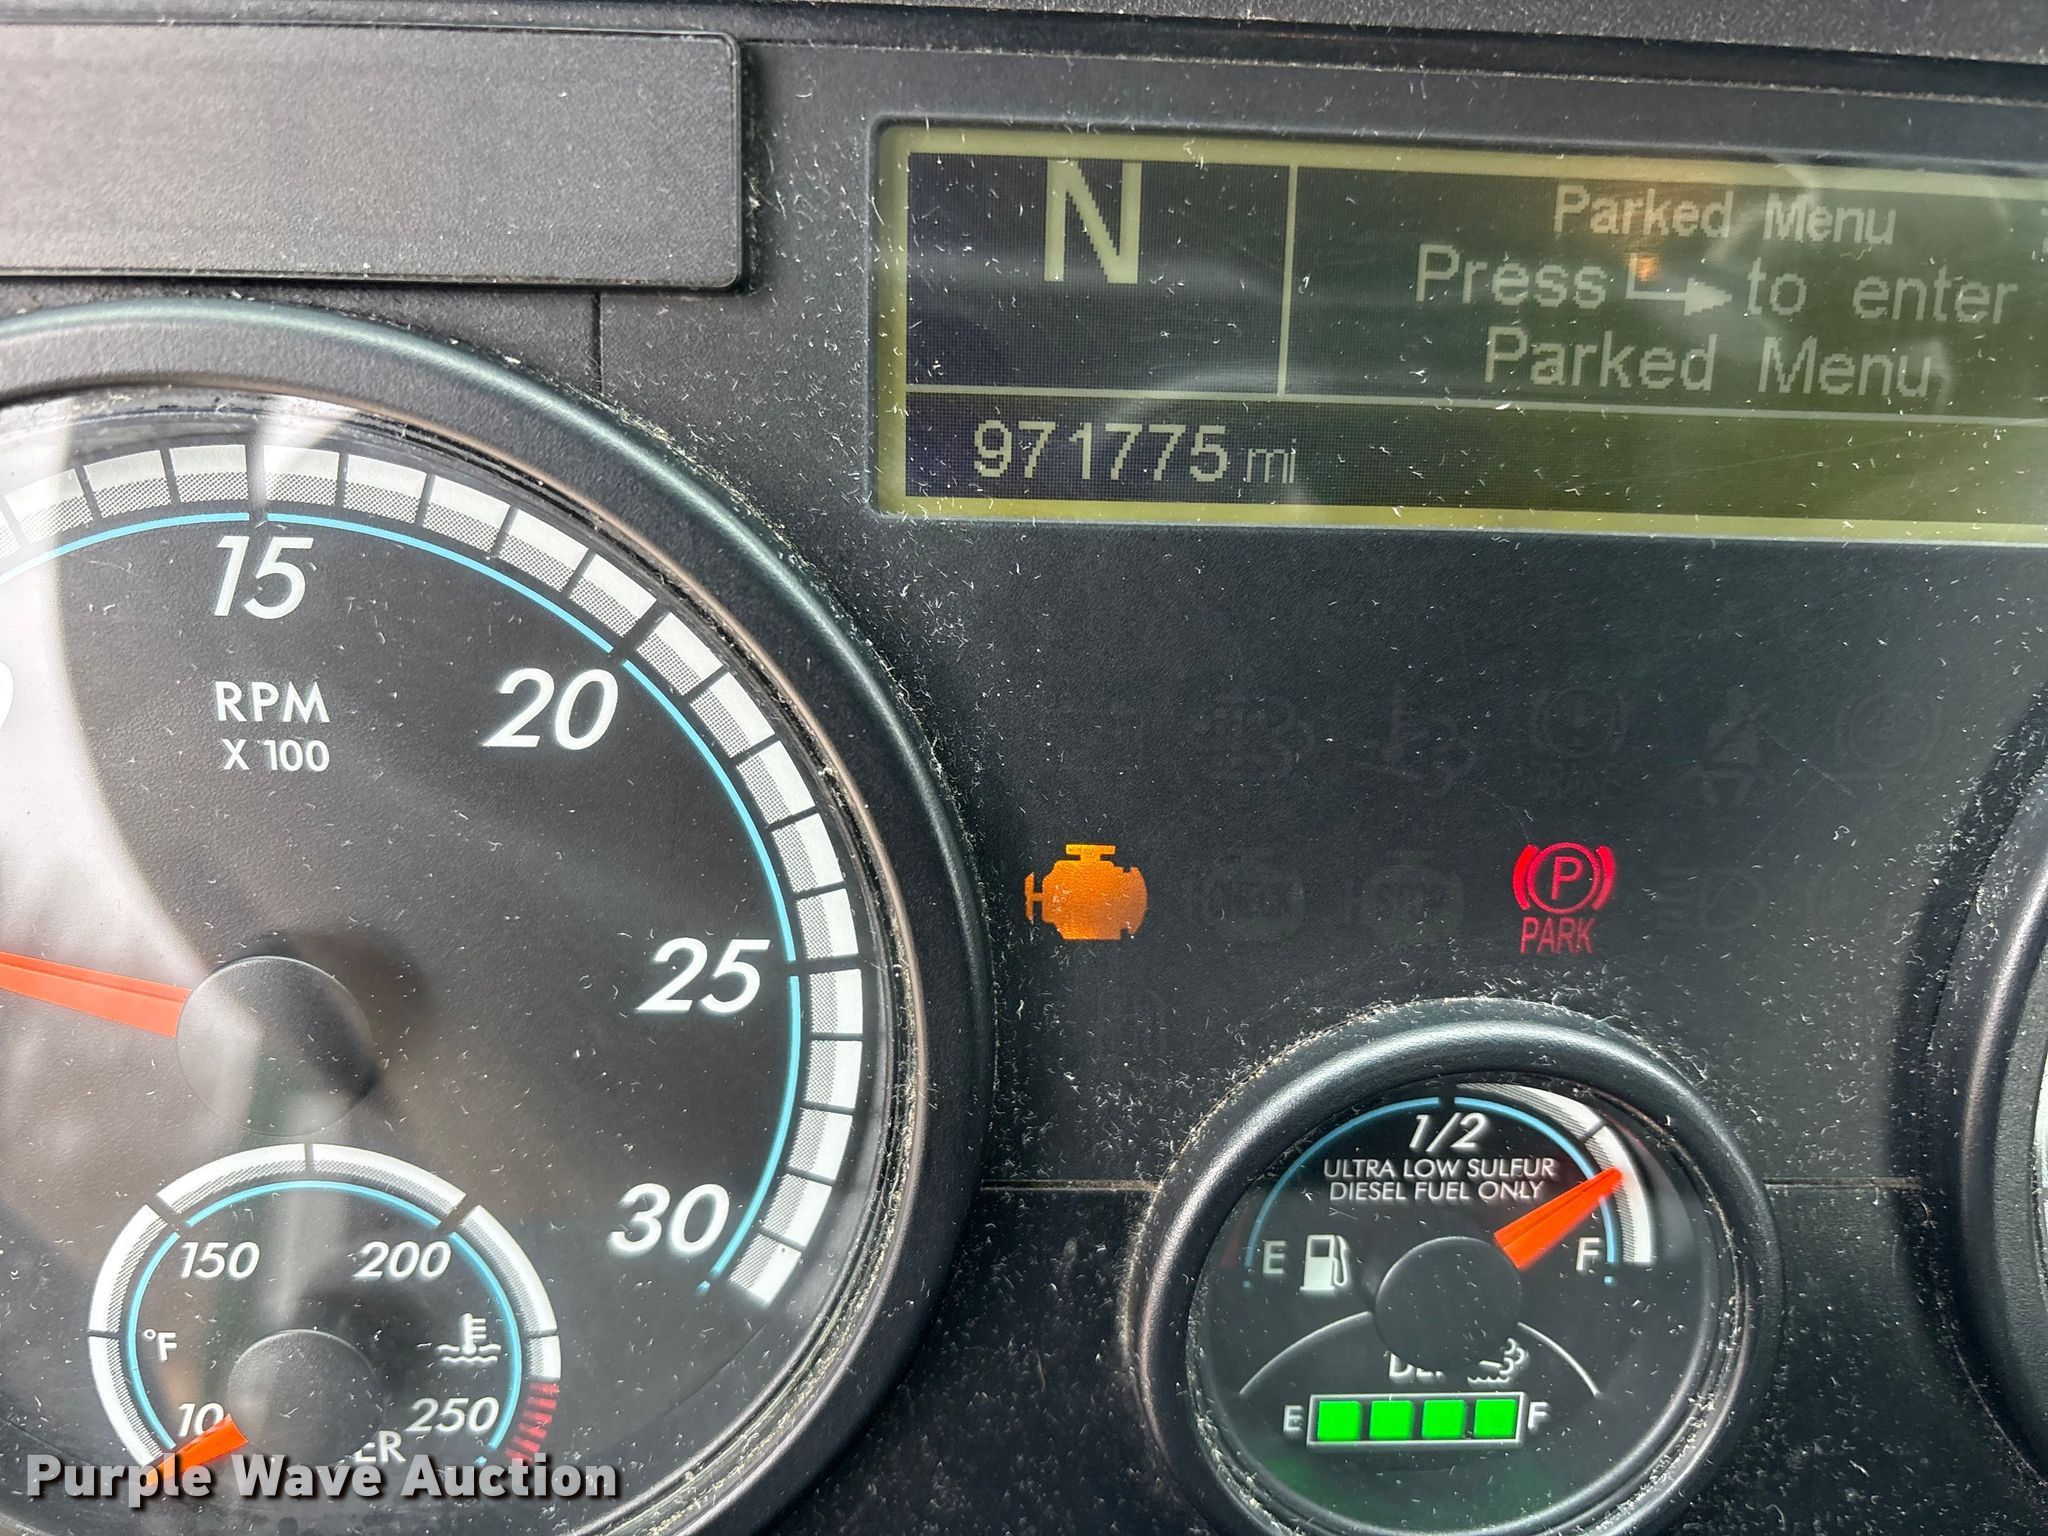 N
Parked Menu
Press to enter
Parked Menu
971775 mi
15
20
25
30
RPM
X 100
P
PARK
1/2
ULTRA LOW SULFUR
DIESEL FUEL ONLY
E F
E F
150 200
°F
250
Purple Wave Auction